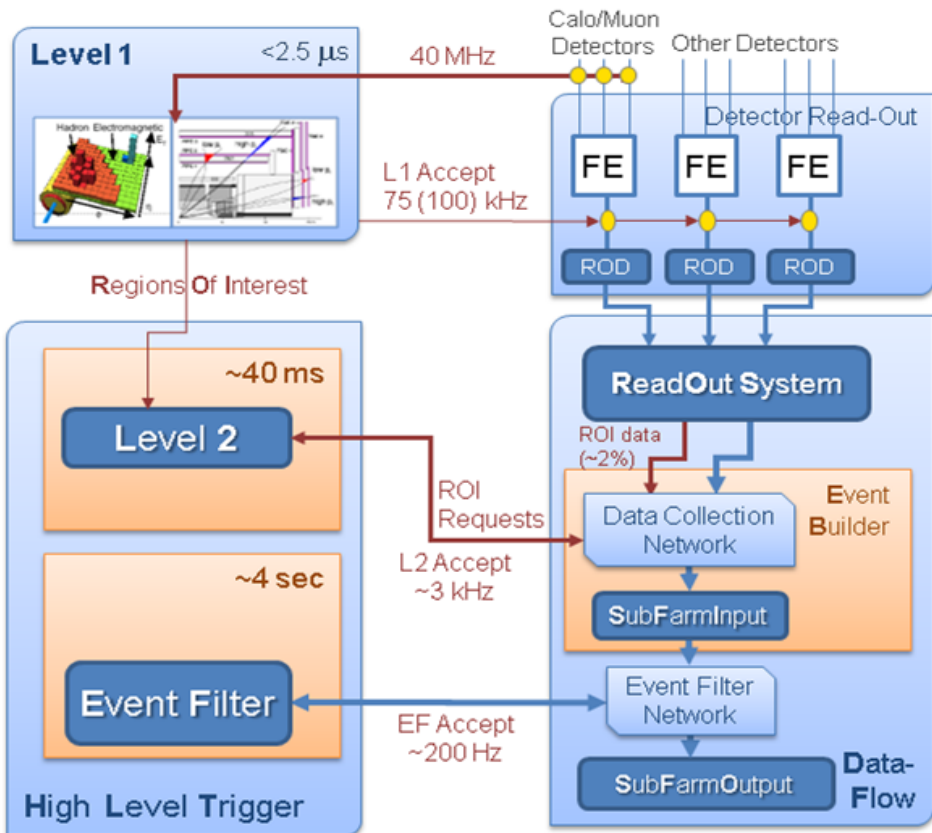 Calo/Muon
Detectors
Other Detectors
Level 1
<2.5 μs
40 MHz
Detector Read-Out
Hadron Electromagnetic
FE
FE
FE
L1 Accept
75 (100) kHz
ROD
ROD
ROD
Regions Of Interest
~40 ms
Level 2
ReadOut System
ROI data
(~2%)
ROI
Requests
Event
Builder
Data Collection
Network
L2 Accept
~3 kHz
~4 sec
SubFarmInput
Event Filter
Event Filter
Network
EF Accept
~200 Hz
SubFarmOutput
High Level Trigger
Data-
Flow